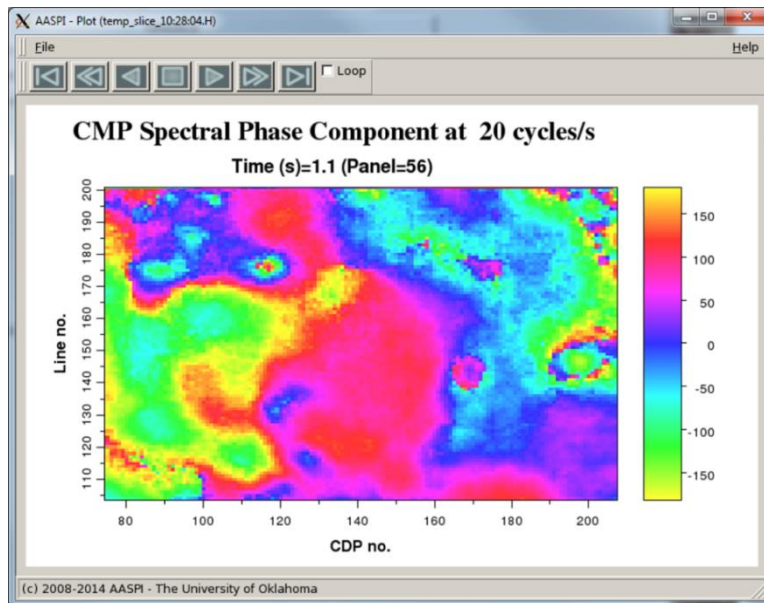 AASPI - Plot (temp_slice_10:28:04.H)
File Help
Loop
CMP Spectral Phase Component at 20 cycles/s
Time (s)=1.1 (Panel=56)
200
190
180
170
160
150
140
130
120
110
Line no.
80 100 120 140 160 180 200
CDP no.
150
100
50
0
-50
-100
-150
(c) 2008-2014 AASPI - The University of Oklahoma